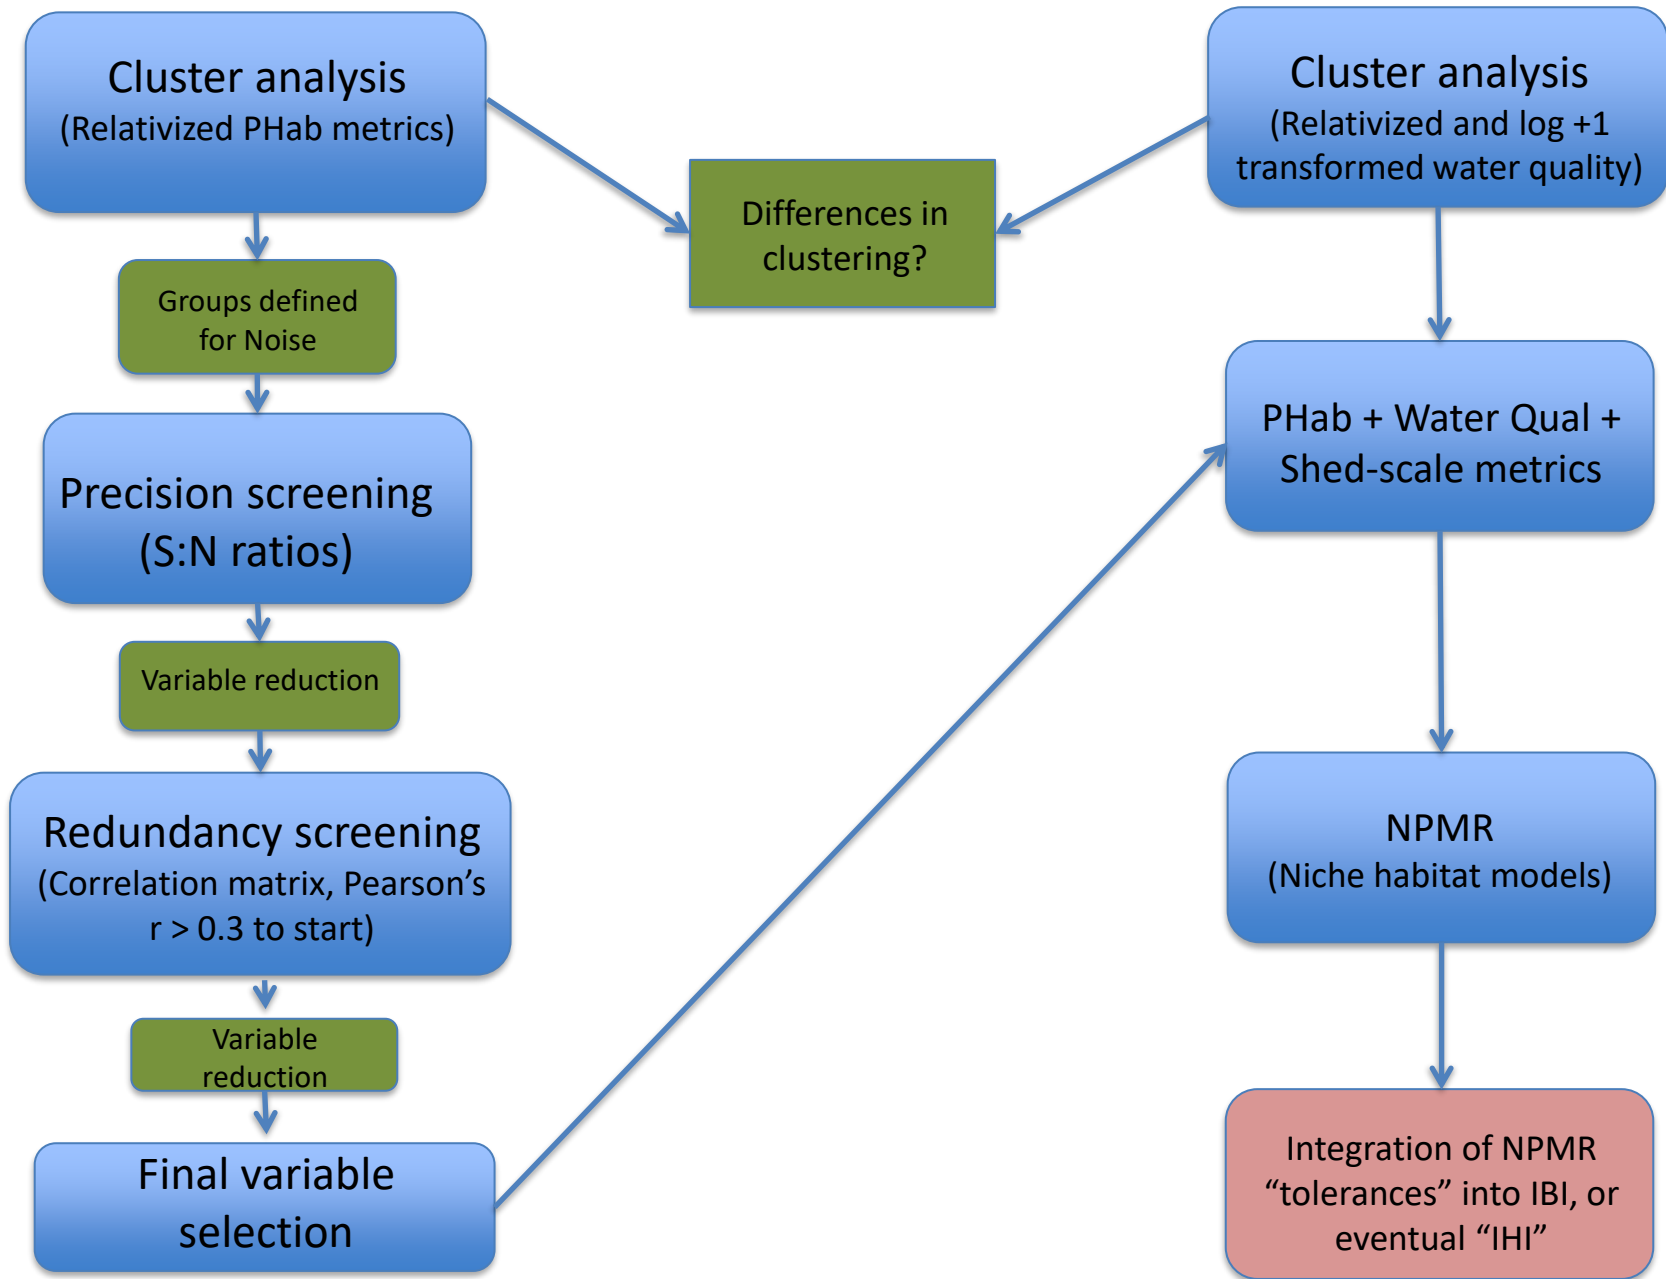 Cluster analysis
(Relativized PHab metrics)
Groups defined
for Noise
Precision screening
(S:N ratios)
Variable reduction
Redundancy screening
(Correlation matrix, Pearson’s
r > 0.3 to start)
Variable
reduction
Final variable
selection
Differences in
clustering?
Cluster analysis
(Relativized and log +1
transformed water quality)
PHab + Water Qual +
Shed-scale metrics
NPMR
(Niche habitat models)
Integration of NPMR
“tolerances” into IBI, or
eventual “IHI”